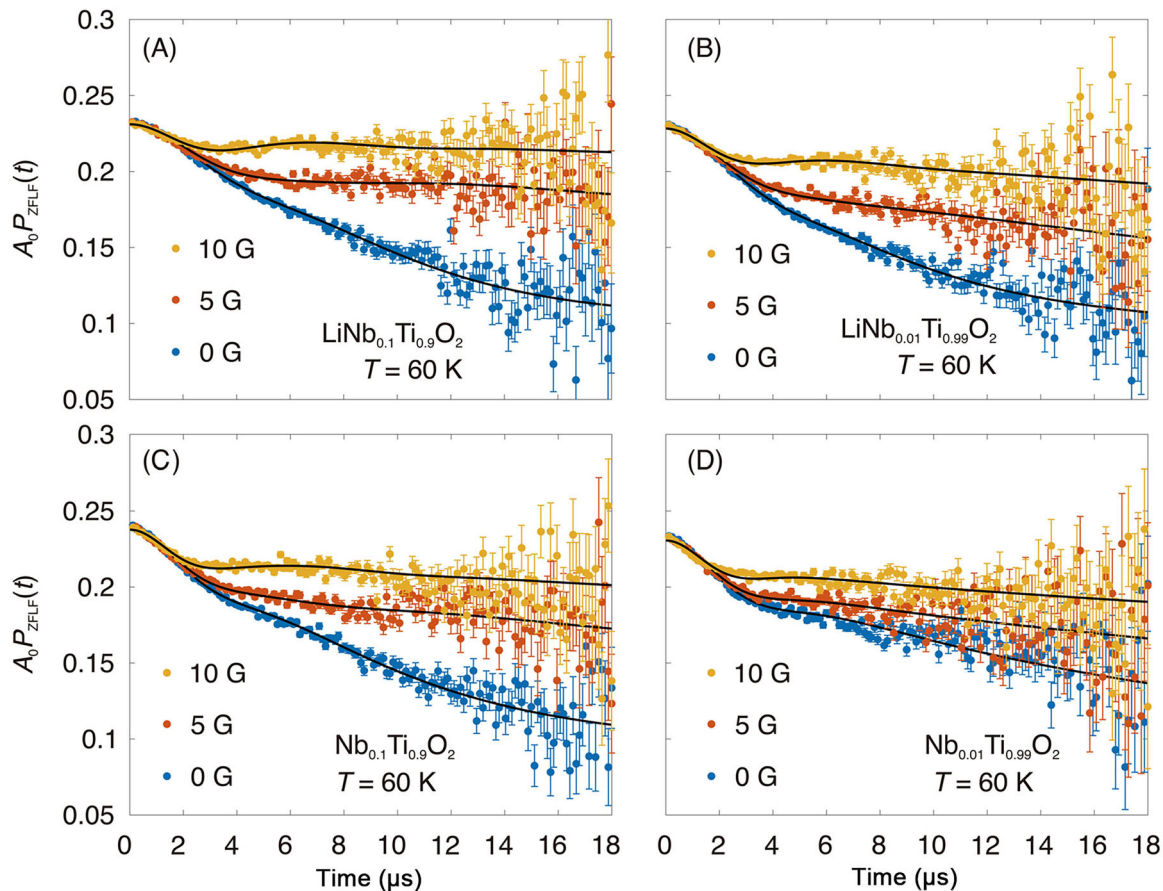 0.3
0.25
0.2
0.15
0.1
0.05
A₀P_ZFLF(t)
(A)
10 G
5 G
0 G
LiNb₀.₁Ti₀.₉O₂
T = 60 K
(B)
10 G
5 G
0 G
LiNb₀.₀₁Ti₀.₉₉O₂
T = 60 K
0.3
0.25
0.2
0.15
0.1
0.05
A₀P_ZFLF(t)
(C)
10 G
5 G
0 G
Nb₀.₁Ti₀.₉O₂
T = 60 K
0 2 4 6 8 10 12 14 16 18
Time (μs)
(D)
10 G
5 G
0 G
Nb₀.₀₁Ti₀.₉₉O₂
T = 60 K
0 2 4 6 8 10 12 14 16 18
Time (μs)